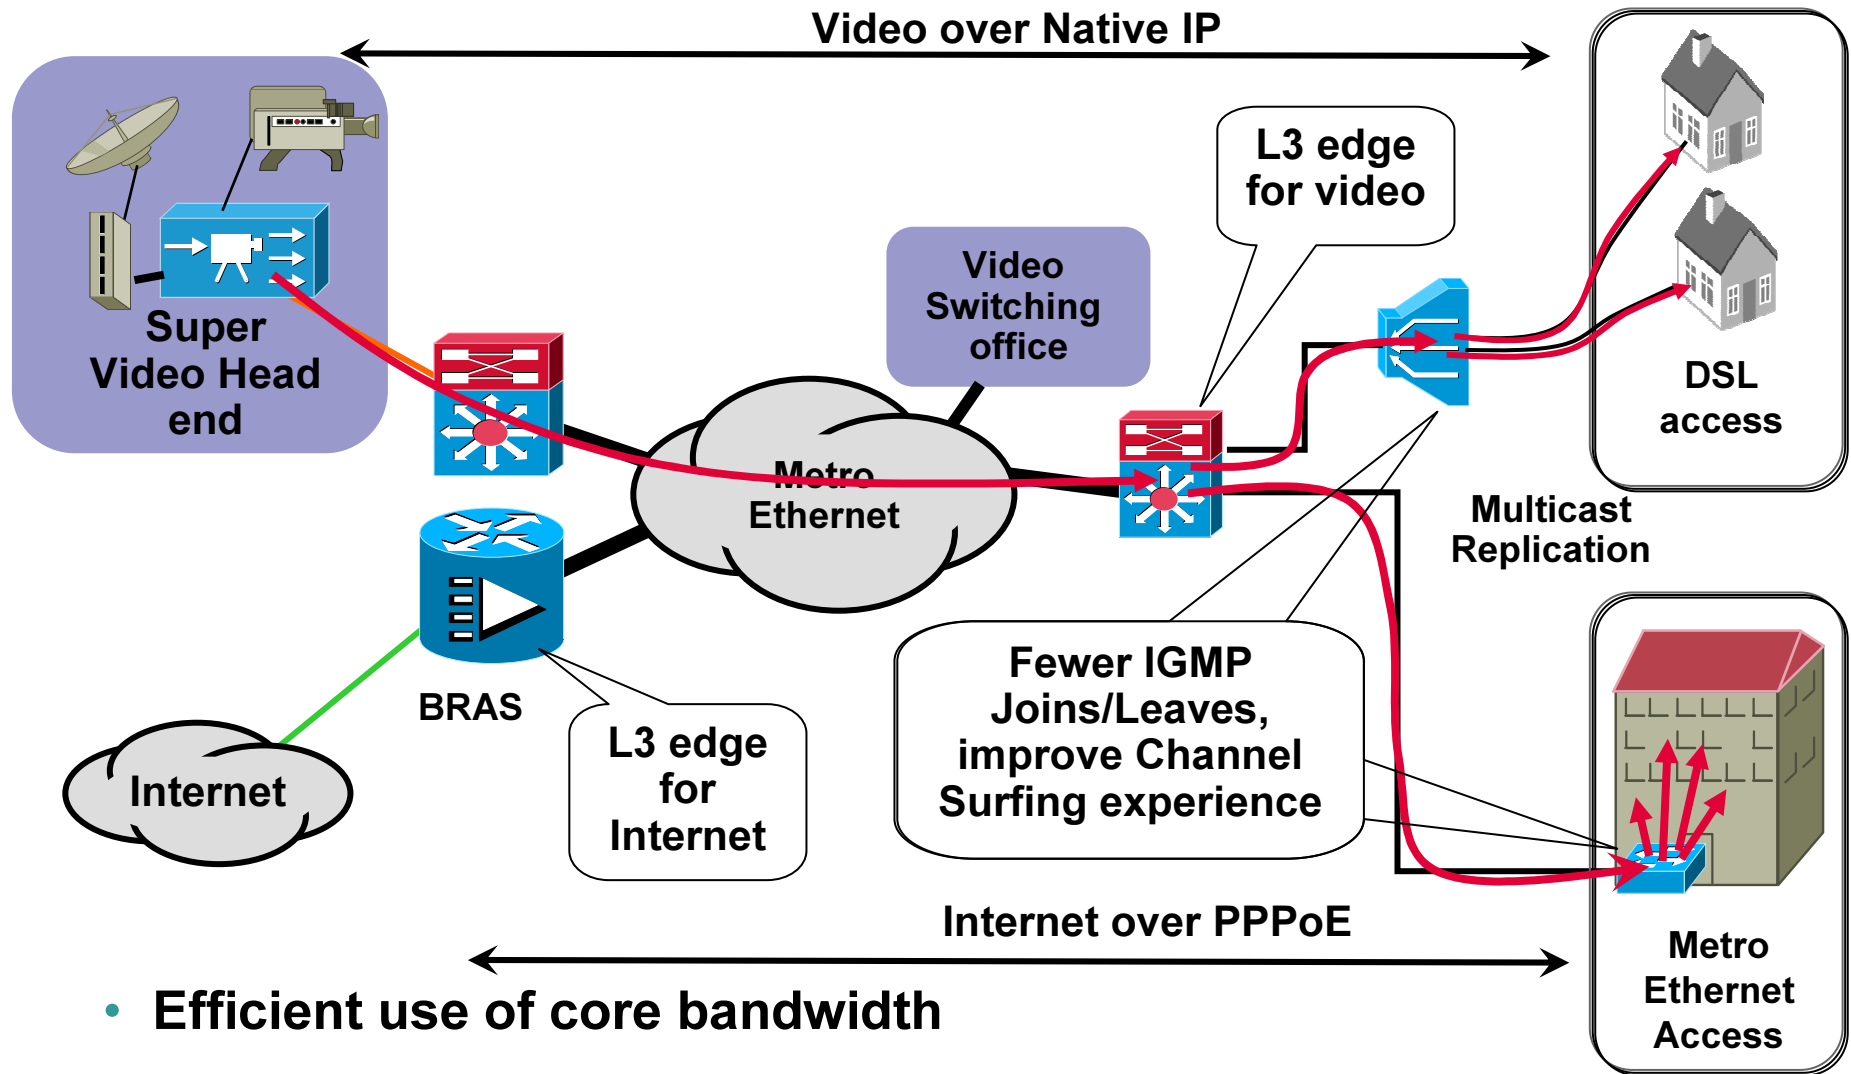 Video over Native IP
L3 edge
for video
Video
Switching
office
Super
Video Head
end
DSL
access
Metro
Ethernet
Multicast
Replication
BRAS
L3 edge
for
Internet
Internet
Fewer IGMP
Joins/Leaves,
improve Channel
Surfing experience
Internet over PPPoE
Metro
Ethernet
Access
• Efficient use of core bandwidth